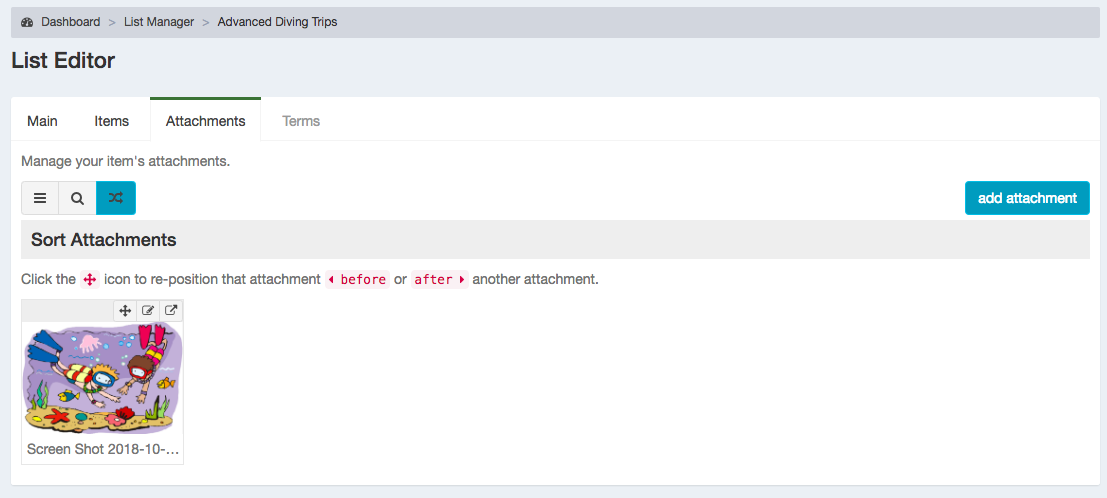 Dashboard > List Manager > Advanced Diving Trips
List Editor
Main Items Attachments Terms
Manage your item's attachments.
add attachment
Sort Attachments
Click the icon to re-position that attachment before or after another attachment.
Screen Shot 2018-10-...